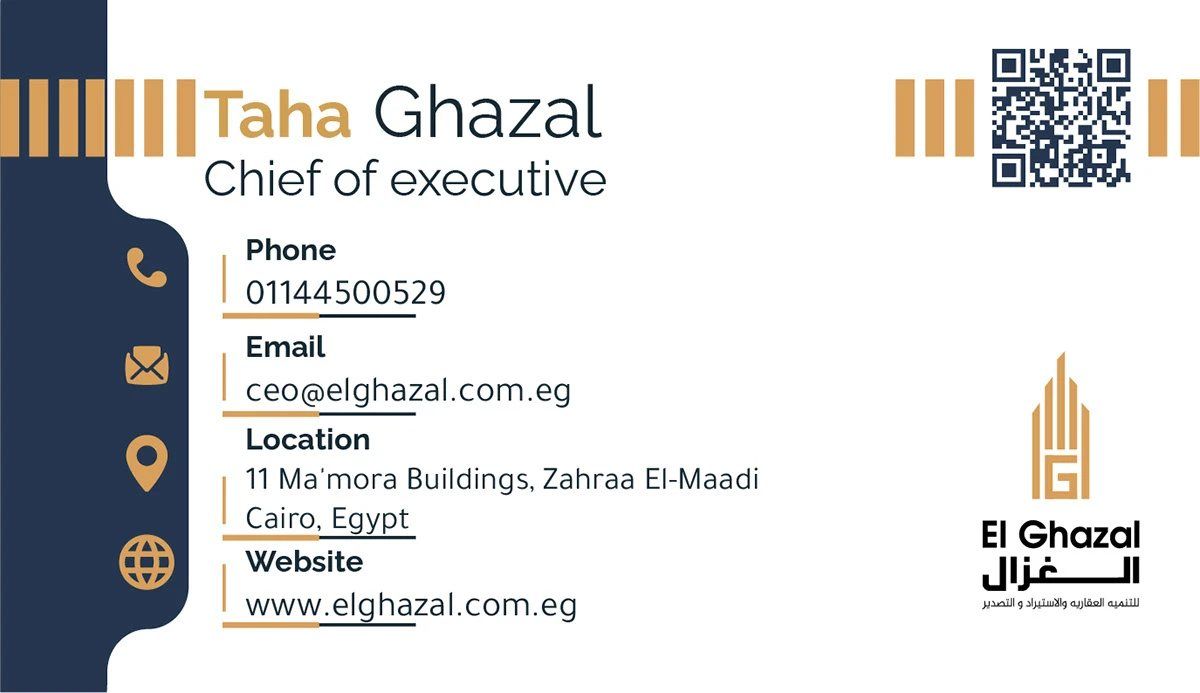 Taha Ghazal
Chief of executive
Phone
01144500529
Email
ceo@elghazal.com.eg
Location
11 Ma'mora Buildings, Zahraa El-Maadi
Cairo, Egypt
Website
www.elghazal.com.eg
G
El Ghazal
الـــغزال
للتنميه العقاريه والاستيراد و التصدير